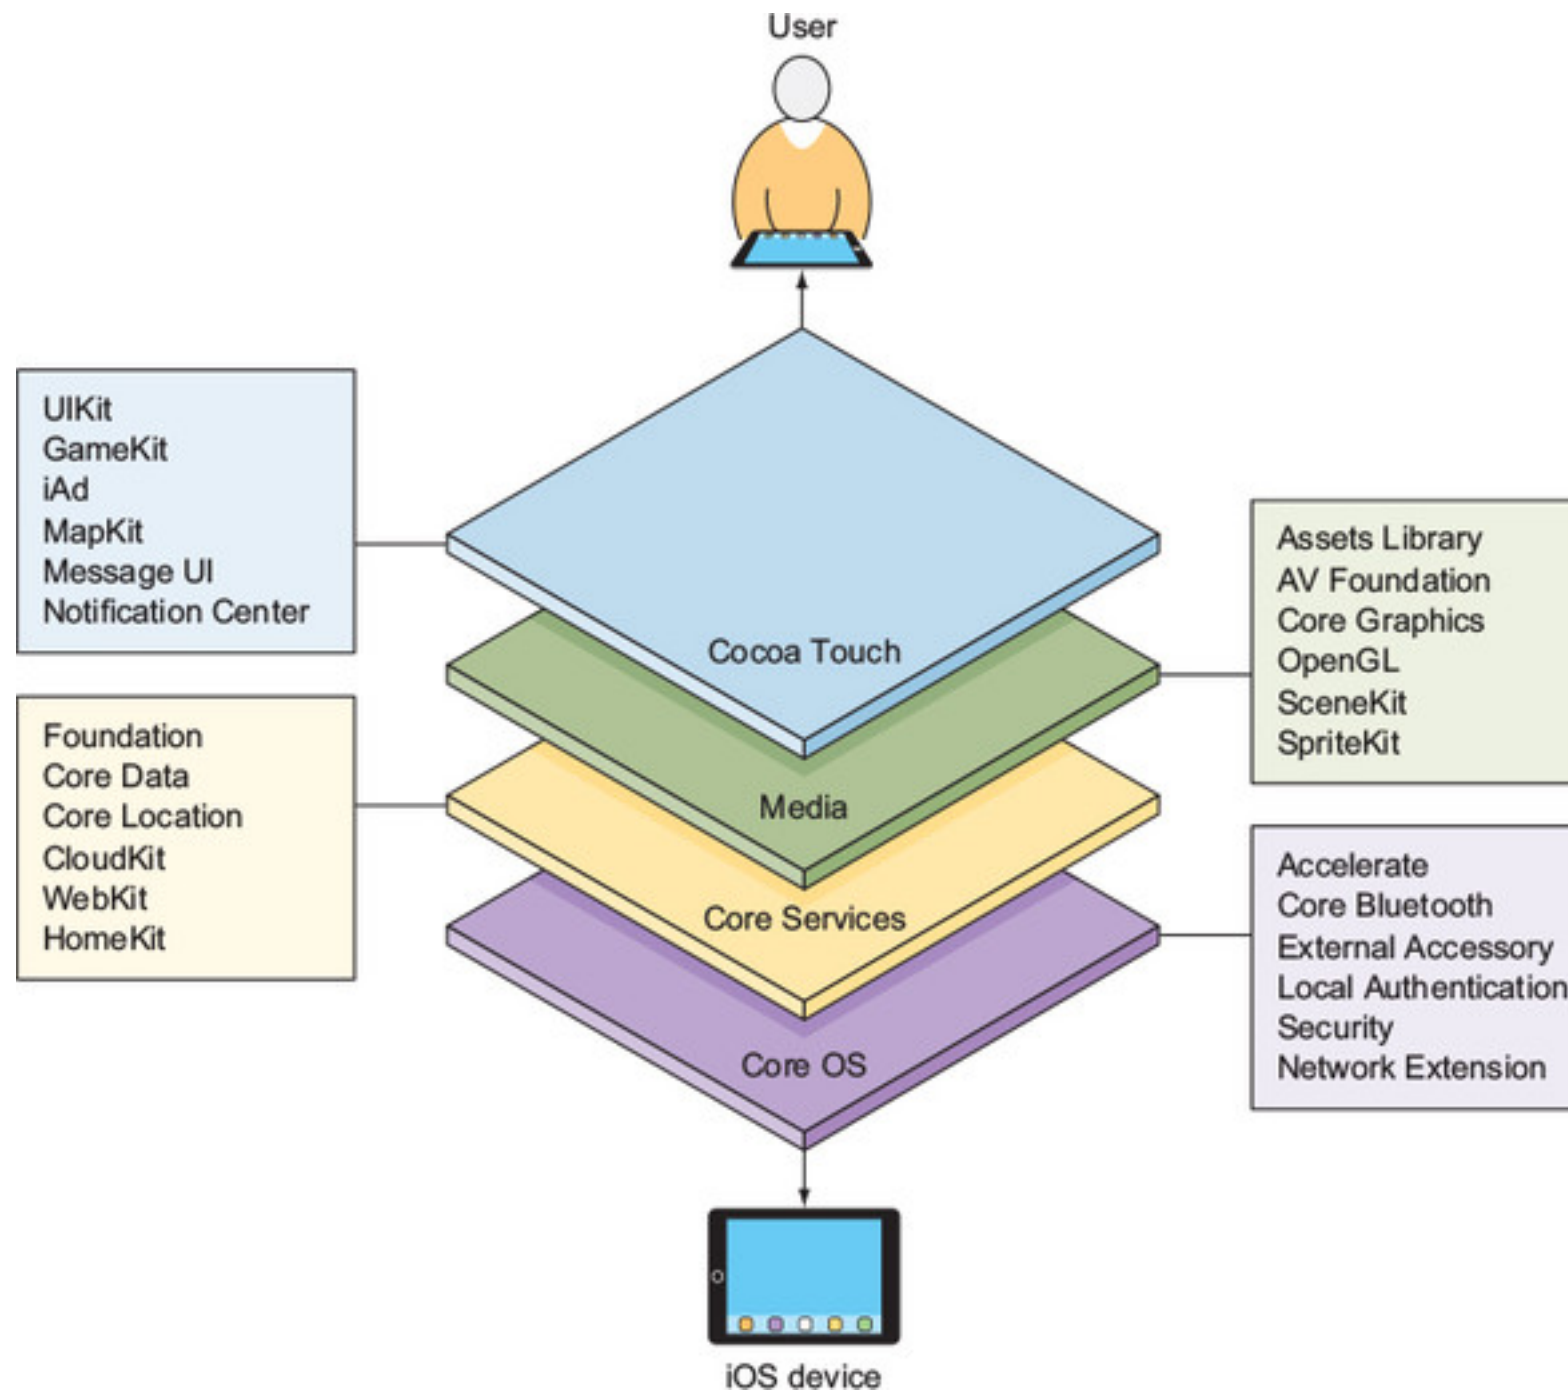 User
UIKit
GameKit
iAd
MapKit
Message UI
Notification Center
Assets Library
AV Foundation
Core Graphics
OpenGL
SceneKit
SpriteKit
Cocoa Touch
Media
Foundation
Core Data
Core Location
CloudKit
WebKit
HomeKit
Core Services
Accelerate
Core Bluetooth
External Accessory
Local Authentication
Security
Network Extension
Core OS
iOS device